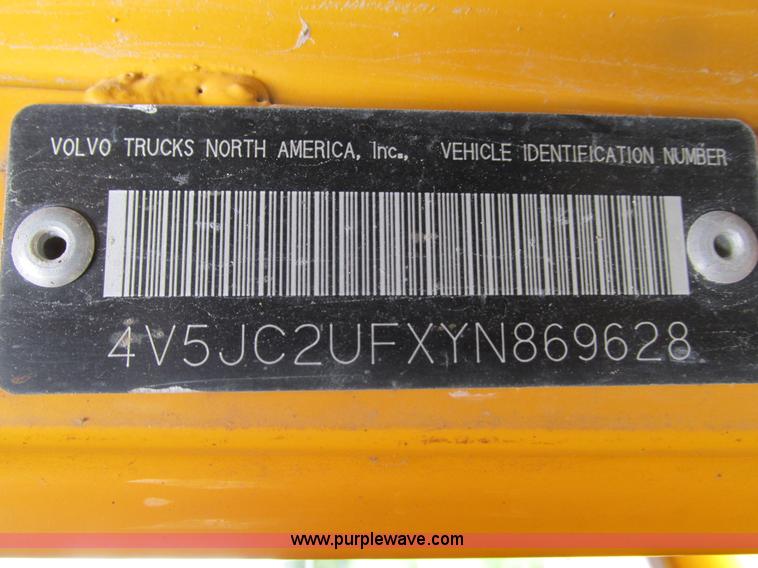 VOLVO TRUCKS NORTH AMERICA, Inc., VEHICLE IDENTIFICATION NUMBER
4V5JC2UFXYN869628
www.purplewave.com